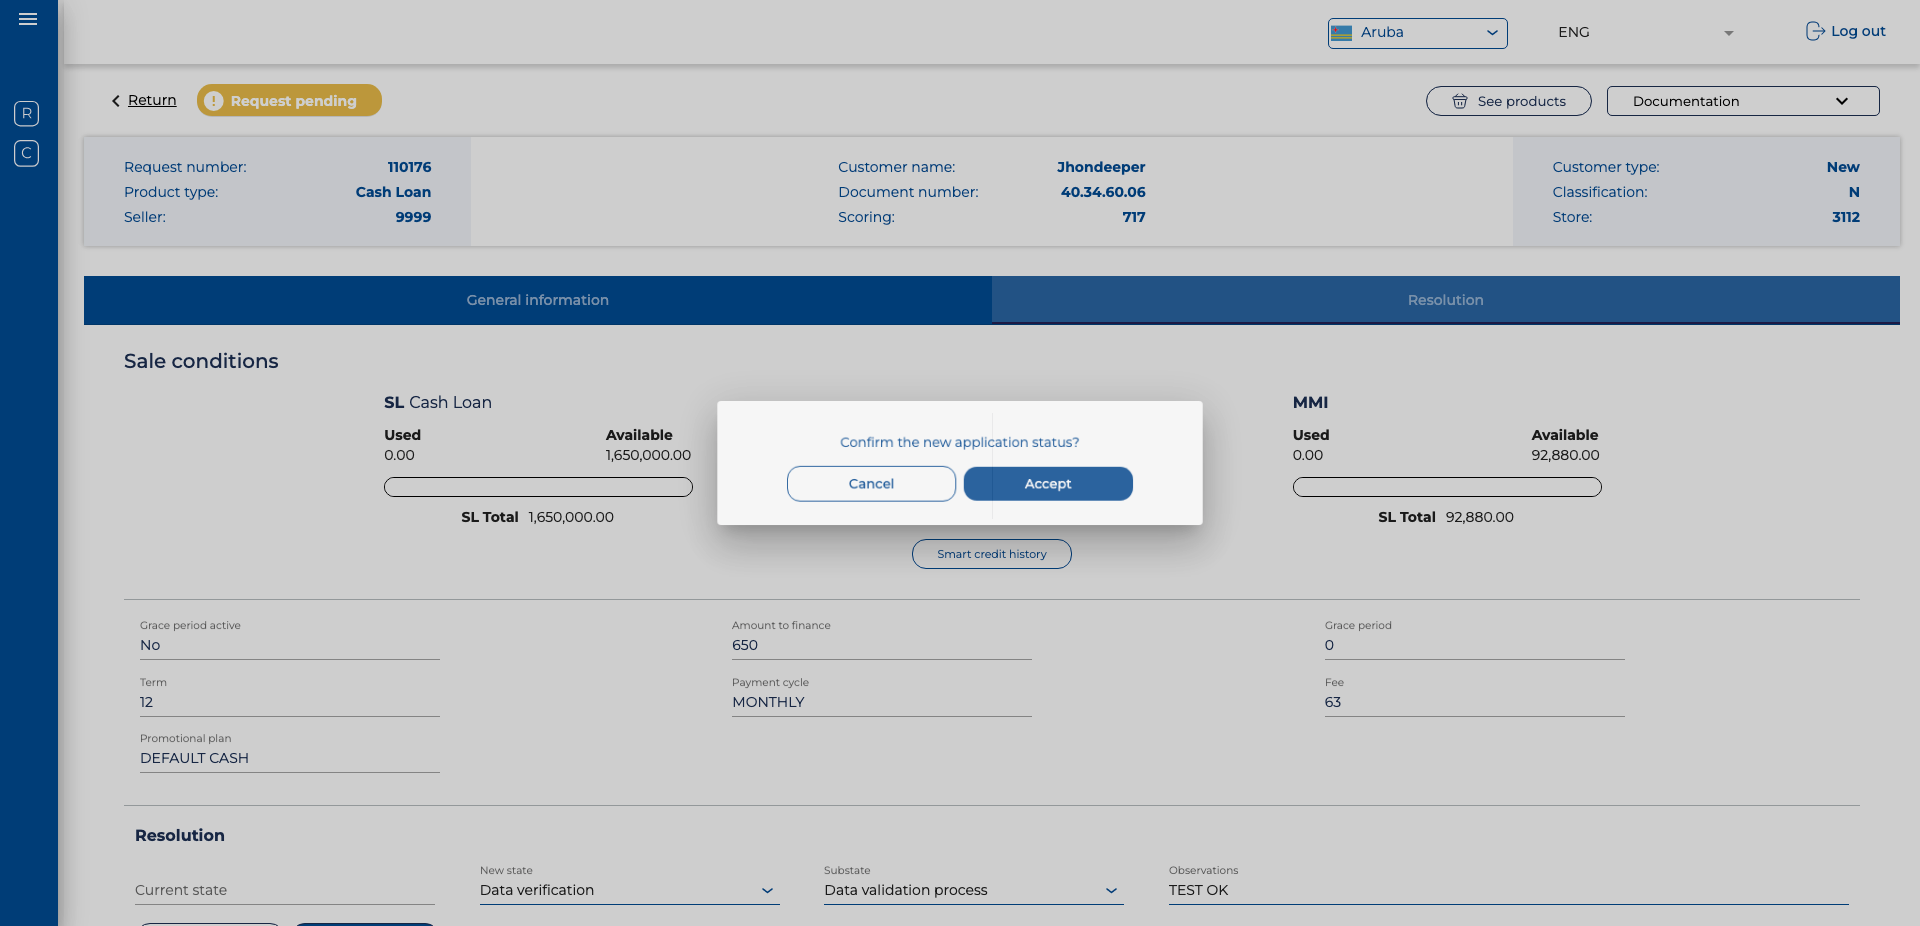 Aruba
ENG
Log out
R
C
Return
! Request pending
See products
Documentation
Request number: 110176
Product type: Cash Loan
Seller: 9999
Customer name: Jhondeeper
Document number: 40.34.60.06
Scoring: 717
Customer type: New
Classification: N
Store: 3112
General information
Resolution
Sale conditions
SL Cash Loan
Used Available
0.00 1,650,000.00
SL Total 1,650,000.00
MMI
Used Available
0.00 92,880.00
SL Total 92,880.00
Confirm the new application status?
Cancel
Accept
Smart credit history
Grace period active
No
Amount to finance
650
Grace period
0
Term
12
Payment cycle
MONTHLY
Fee
63
Promotional plan
DEFAULT CASH
Resolution
Current state
New state
Data verification
Substate
Data validation process
Observations
TEST OK